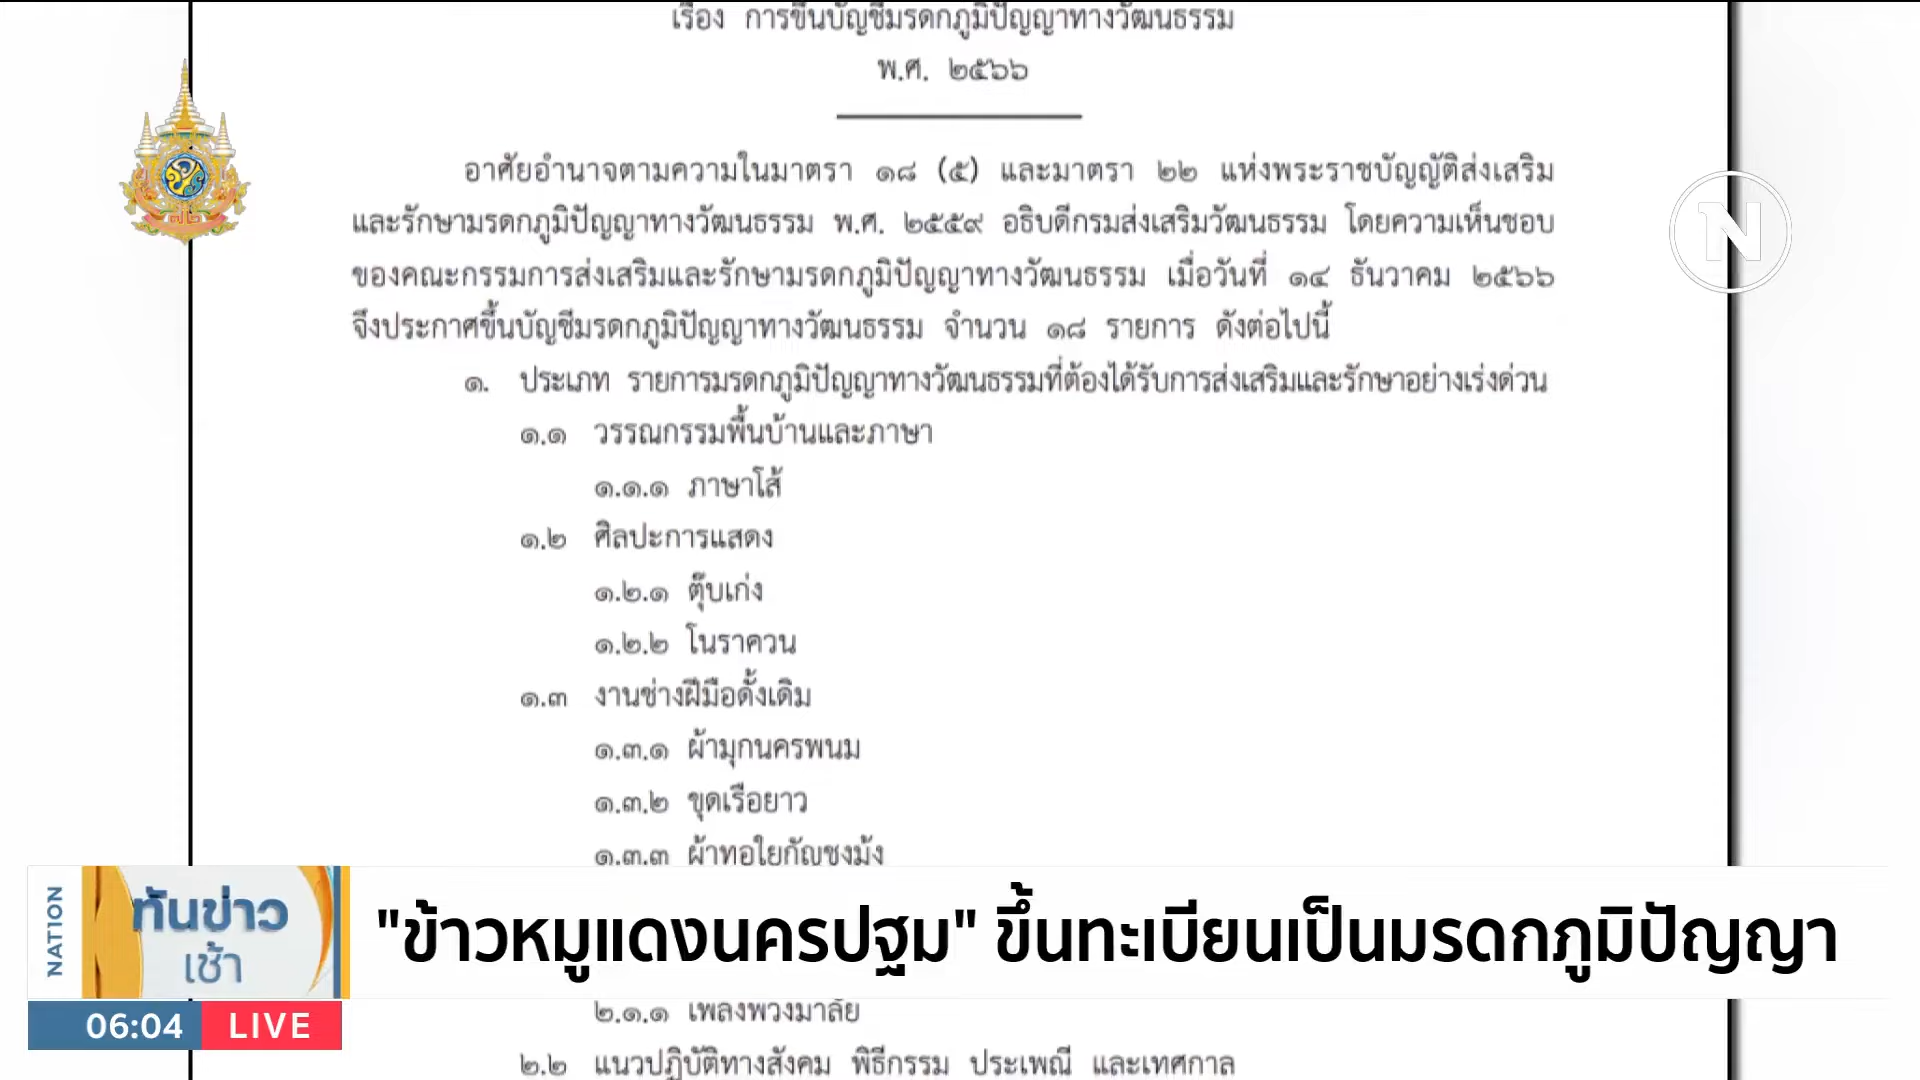 เรื่อง การขึ้นบัญชีมรดกภูมิปัญญาทางวัฒนธรรม
พ.ศ. ๒๕๖๖
อาศัยอำนาจตามความในมาตรา ๑๘ (๕) และมาตรา ๒๒ แห่งพระราชบัญญัติส่งเสริม
และรักษามรดกภูมิปัญญาทางวัฒนธรรม พ.ศ. ๒๕๕๙ อธิบดีกรมส่งเสริมวัฒนธรรม โดยความเห็นชอบ
ของคณะกรรมการส่งเสริมและรักษามรดกภูมิปัญญาทางวัฒนธรรม เมื่อวันที่ ๑๔ ธันวาคม ๒๕๖๖
จึงประกาศขึ้นบัญชีมรดกภูมิปัญญาทางวัฒนธรรม จำนวน ๑๘ รายการ ดังต่อไปนี้
๑. ประเภท รายการมรดกภูมิปัญญาทางวัฒนธรรมที่ต้องได้รับการส่งเสริมและรักษาอย่างเร่งด่วน
๑.๑ วรรณกรรมพื้นบ้านและภาษา
๑.๑.๑ ภาษาโส้
๑.๒ ศิลปะการแสดง
๑.๒.๑ ตุ๊บเก่ง
๑.๒.๒ โนราควน
๑.๓ งานช่างฝีมือดั้งเดิม
๑.๓.๑ ผ้ามุกนครพนม
๑.๓.๒ ขุดเรือยาว
๑.๓.๓ ผ้าทอใยกัญชงม้ง
NATION
ทันข่าว
เช้า
"ข้าวหมูแดงนครปฐม" ขึ้นทะเบียนเป็นมรดกภูมิปัญญา
06:04 LIVE
๒.๑.๑ เพลงพวงมาลัย
๒.๒ แนวปฏิบัติทางสังคม พิธีกรรม ประเพณี และเทศกาล
N
๗๒